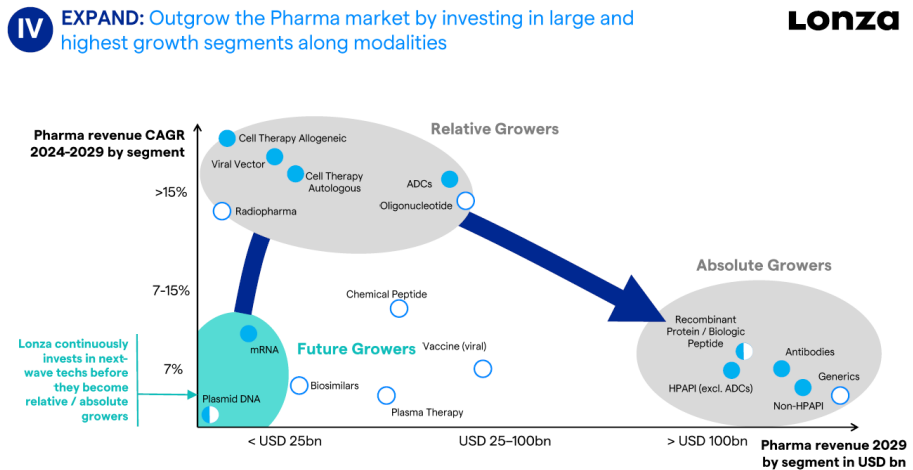 IV
EXPAND: Outgrow the Pharma market by investing in large and
highest growth segments along modalities
Lonza
Pharma revenue CAGR
2024-2029 by segment
>15%
7-15%
7%
Relative Growers
Cell Therapy Allogeneic
Viral Vector
Cell Therapy
Autologous
ADCs
Oligonucleotide
Radiopharma
Absolute Growers
Chemical Peptide
Recombinant
Protein / Biologic
Peptide
Antibodies
HPAPI (excl. ADCs)
Generics
Non-HPAPI
Lonza continuously
invests in next-
wave techs before
they become
relative / absolute
growers
mRNA
Future Growers
Vaccine (viral)
Biosimilars
Plasmid DNA
Plasma Therapy
< USD 25bn
USD 25-100bn
> USD 100bn
Pharma revenue 2029
by segment in USD bn